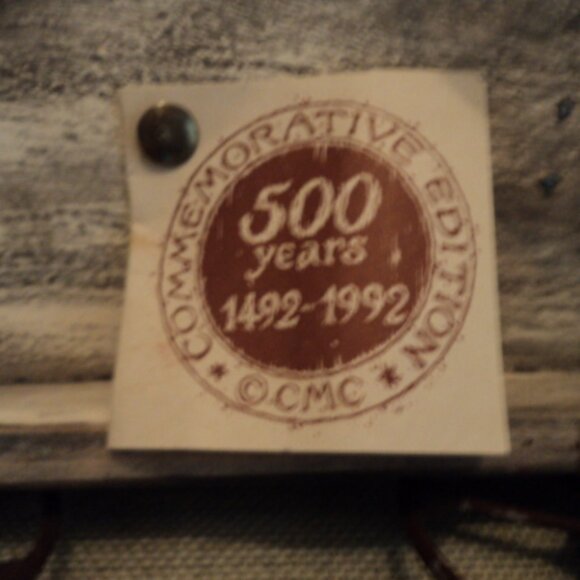 COMMEMORATIVE EDITION
500
years
1492-1992
© CMC